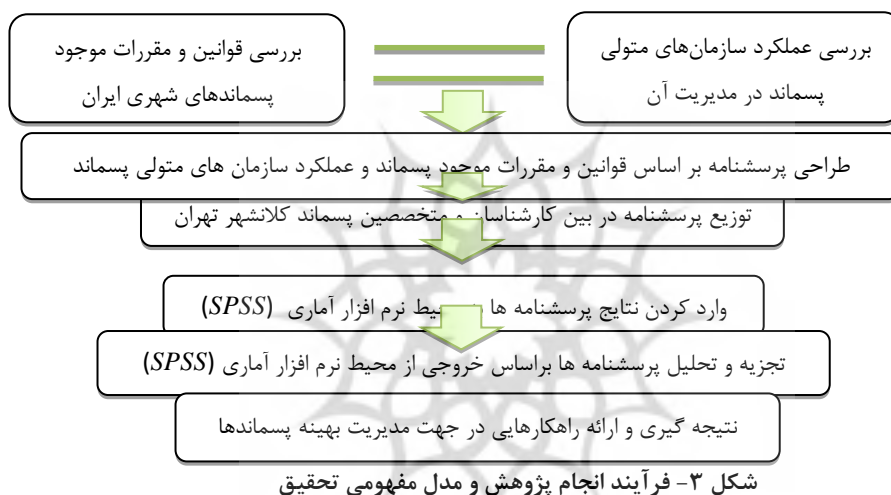 بررسی عملکرد سازمان‌های متولی
پسماند در مدیریت آن
بررسی قوانین و مقررات موجود
پسماندهای شهری ایران
طراحی پرسشنامه بر اساس قوانین و مقررات موجود پسماند و عملکرد سازمان های متولی پسماند
توزیع پرسشنامه در بین کارشناسان و متخصصین پسماند کلانشهر تهران
وارد کردن نتایج پرسشنامه ها نرم افزار آماری (SPSS)
تجزیه و تحلیل پرسشنامه ها براساس خروجی از محیط نرم افزار آماری (SPSS)
نتیجه گیری و ارائه راهکارهایی در جهت مدیریت بهینه پسماندها
شکل ۳- فرآیند انجام پژوهش و مدل مفهومی تحقیق